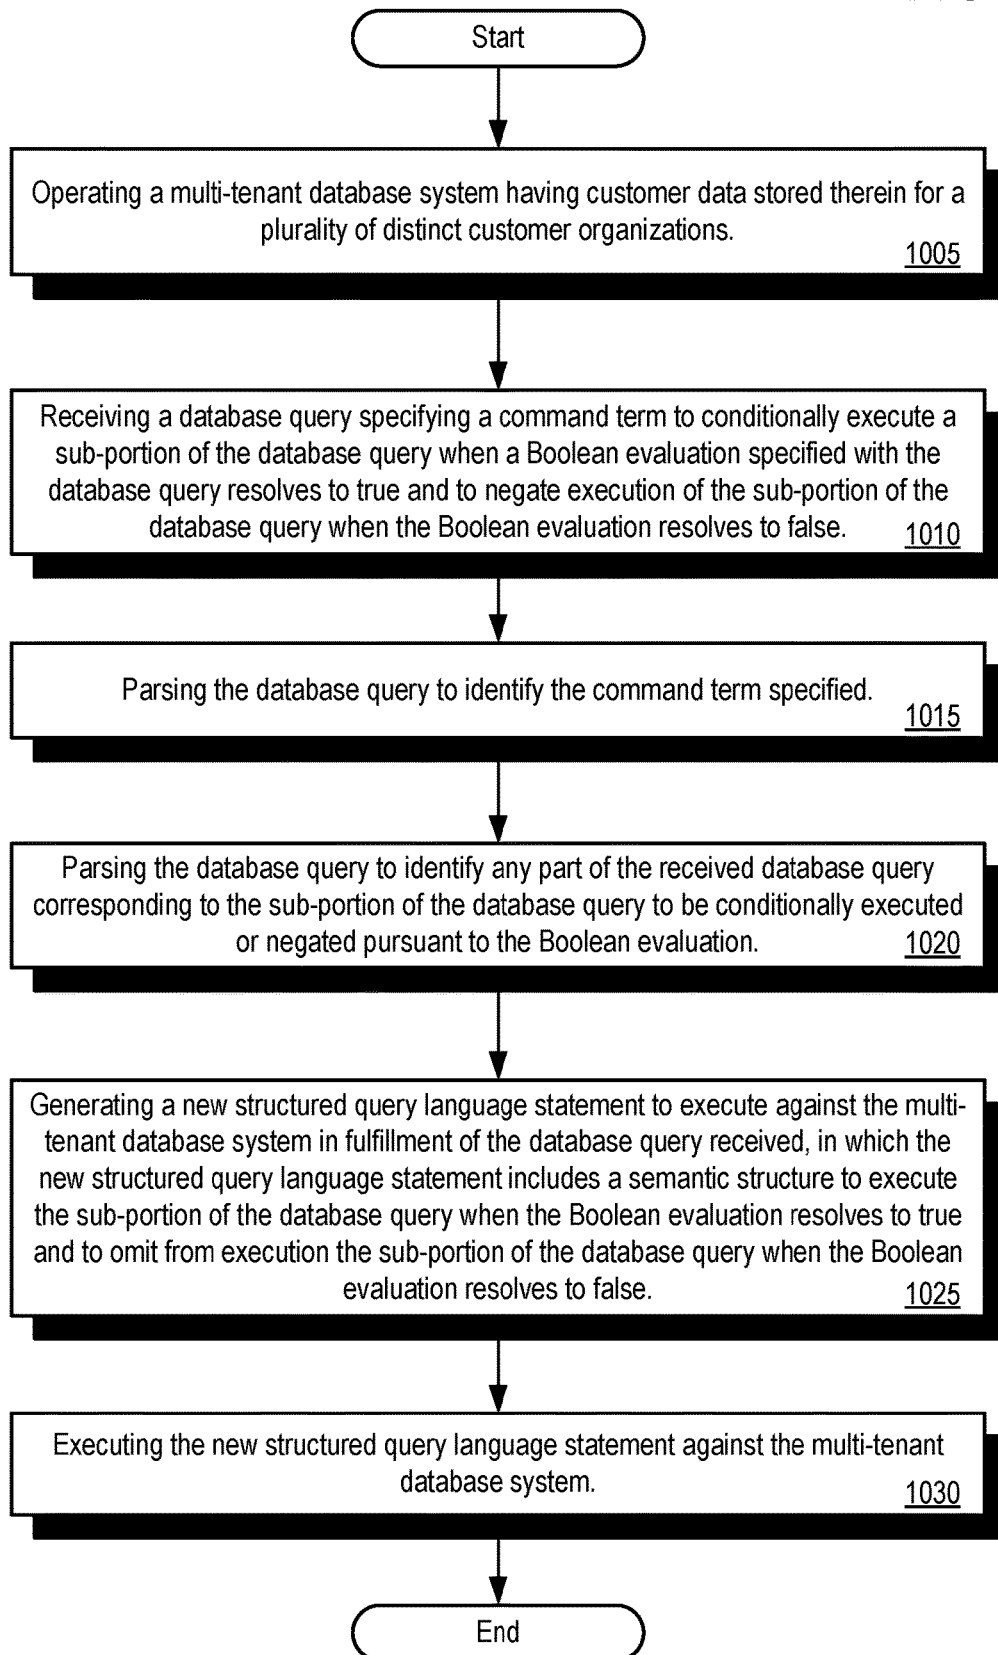 Start
Operating a multi-tenant database system having customer data stored therein for a
plurality of distinct customer organizations.
1005
Receiving a database query specifying a command term to conditionally execute a
sub-portion of the database query when a Boolean evaluation specified with the
database query resolves to true and to negate execution of the sub-portion of the
database query when the Boolean evaluation resolves to false.
1010
Parsing the database query to identify the command term specified.
1015
Parsing the database query to identify any part of the received database query
corresponding to the sub-portion of the database query to be conditionally executed
or negated pursuant to the Boolean evaluation.
1020
Generating a new structured query language statement to execute against the multi-
tenant database system in fulfillment of the database query received, in which the
new structured query language statement includes a semantic structure to execute
the sub-portion of the database query when the Boolean evaluation resolves to true
and to omit from execution the sub-portion of the database query when the Boolean
evaluation resolves to false.
1025
Executing the new structured query language statement against the multi-tenant
database system.
1030
End